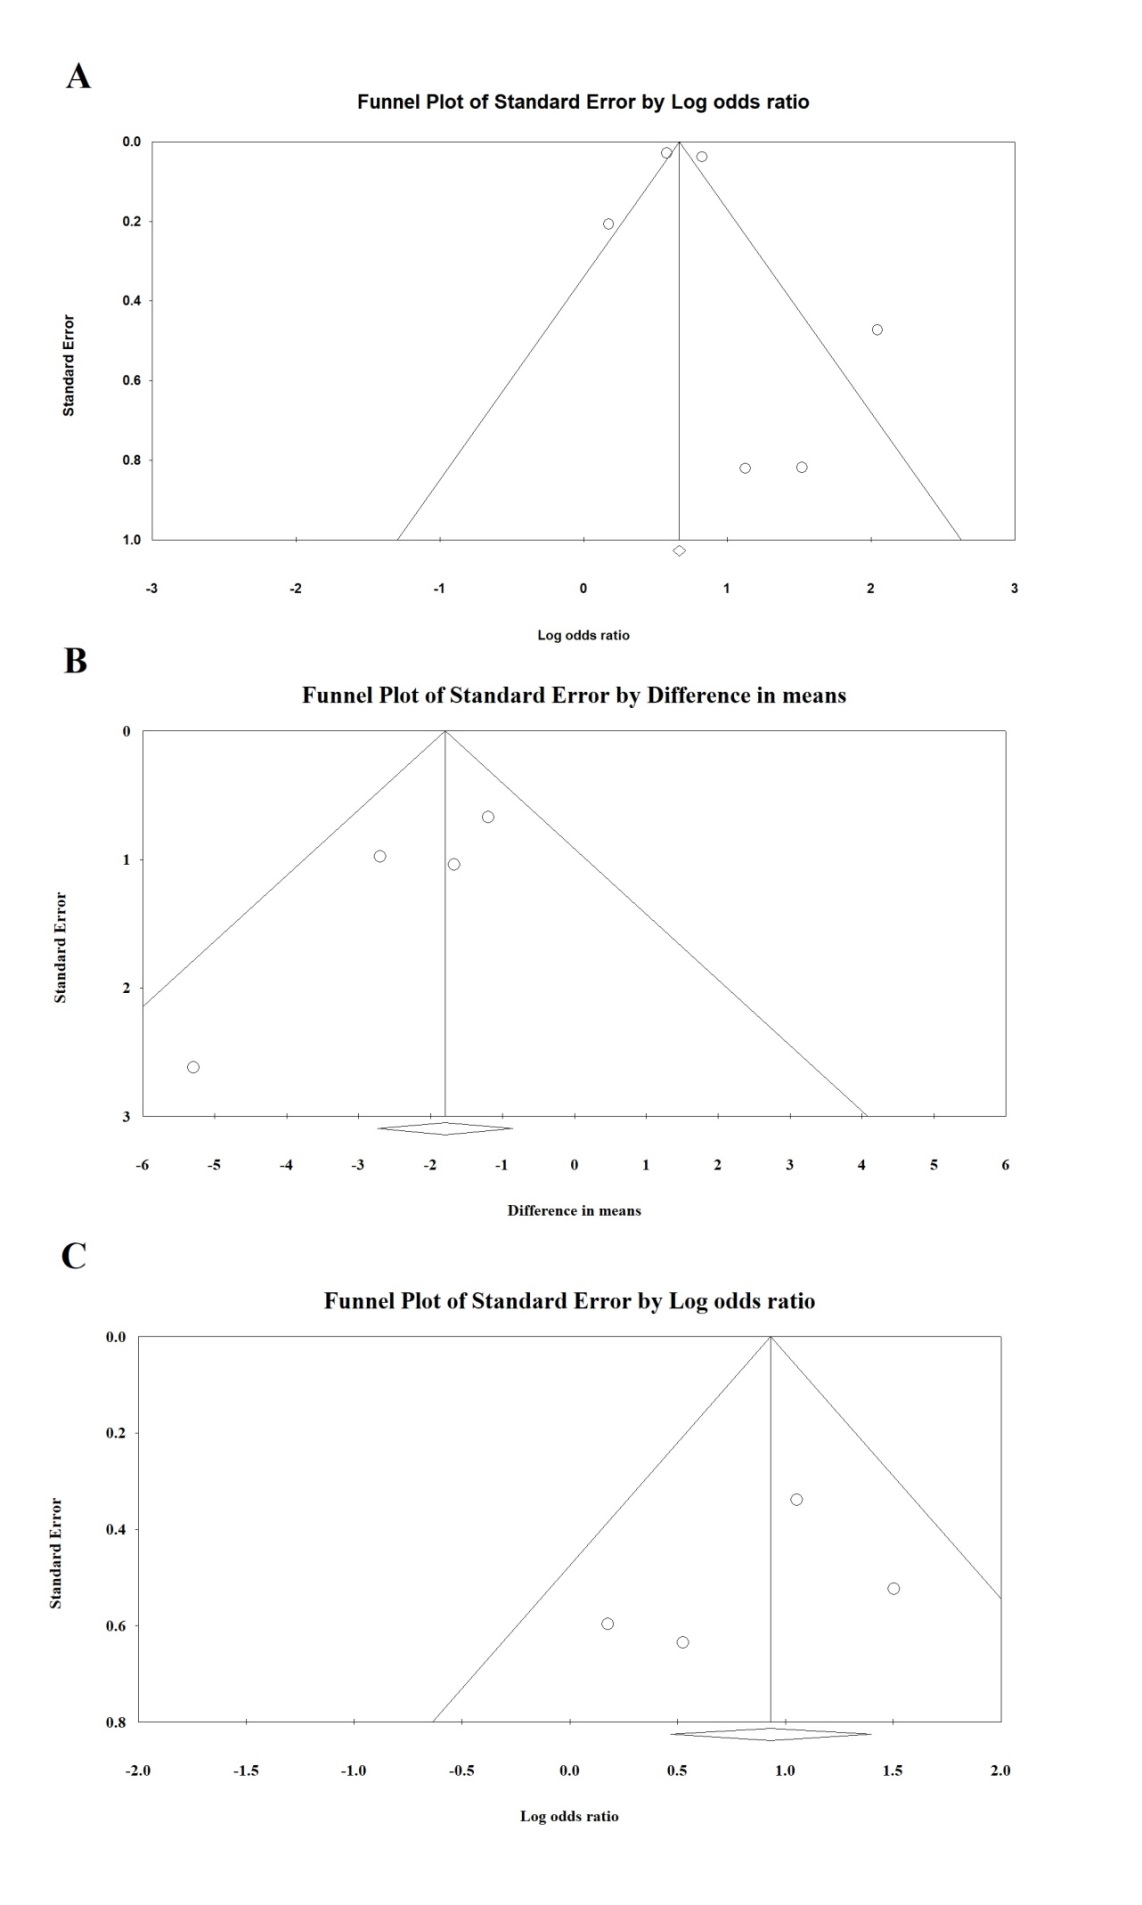 A
Funnel Plot of Standard Error by Log odds ratio
0.0
0.2
0.4
0.6
0.8
1.0
Standard Error
-3 -2 -1 0 1 2 3
Log odds ratio
B
Funnel Plot of Standard Error by Difference in means
0
1
2
3
Standard Error
-6 -5 -4 -3 -2 -1 0 1 2 3 4 5 6
Difference in means
C
Funnel Plot of Standard Error by Log odds ratio
0.0
0.2
0.4
0.6
0.8
Standard Error
-2.0 -1.5 -1.0 -0.5 0.0 0.5 1.0 1.5 2.0
Log odds ratio